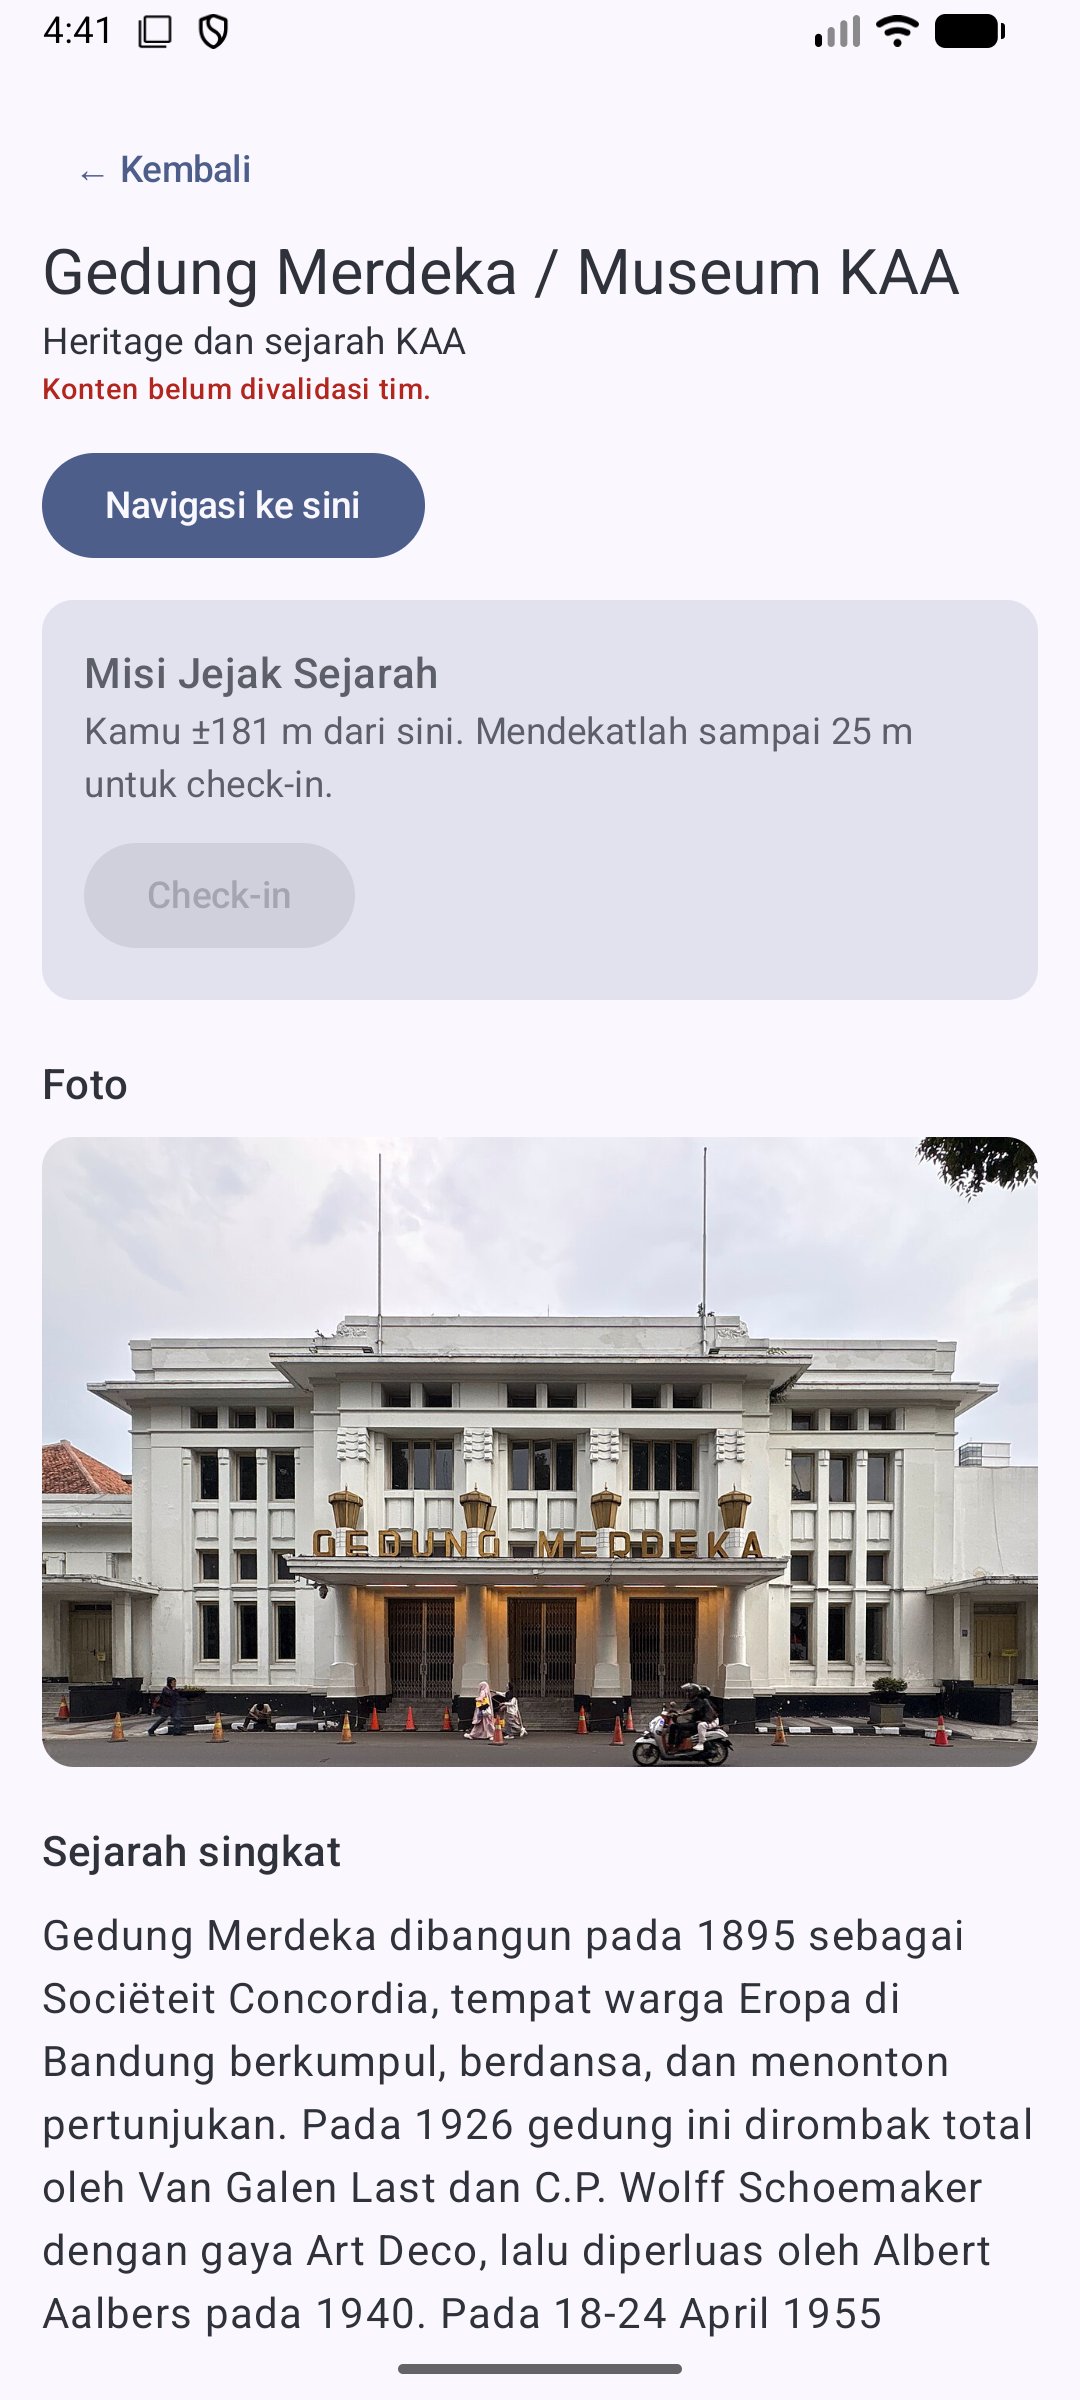 4:41
← Kembali
Gedung Merdeka / Museum KAA
Heritage dan sejarah KAA
Konten belum divalidasi tim.
Navigasi ke sini
Misi Jejak Sejarah
Kamu ±181 m dari sini. Mendekatlah sampai 25 m
untuk check-in.
Check-in
Foto
GEDUNG MERDEKA
Sejarah singkat
Gedung Merdeka dibangun pada 1895 sebagai
Sociëteit Concordia, tempat warga Eropa di
Bandung berkumpul, berdansa, dan menonton
pertunjukan. Pada 1926 gedung ini dirombak total
oleh Van Galen Last dan C.P. Wolff Schoemaker
dengan gaya Art Deco, lalu diperluas oleh Albert
Aalbers pada 1940. Pada 18-24 April 1955